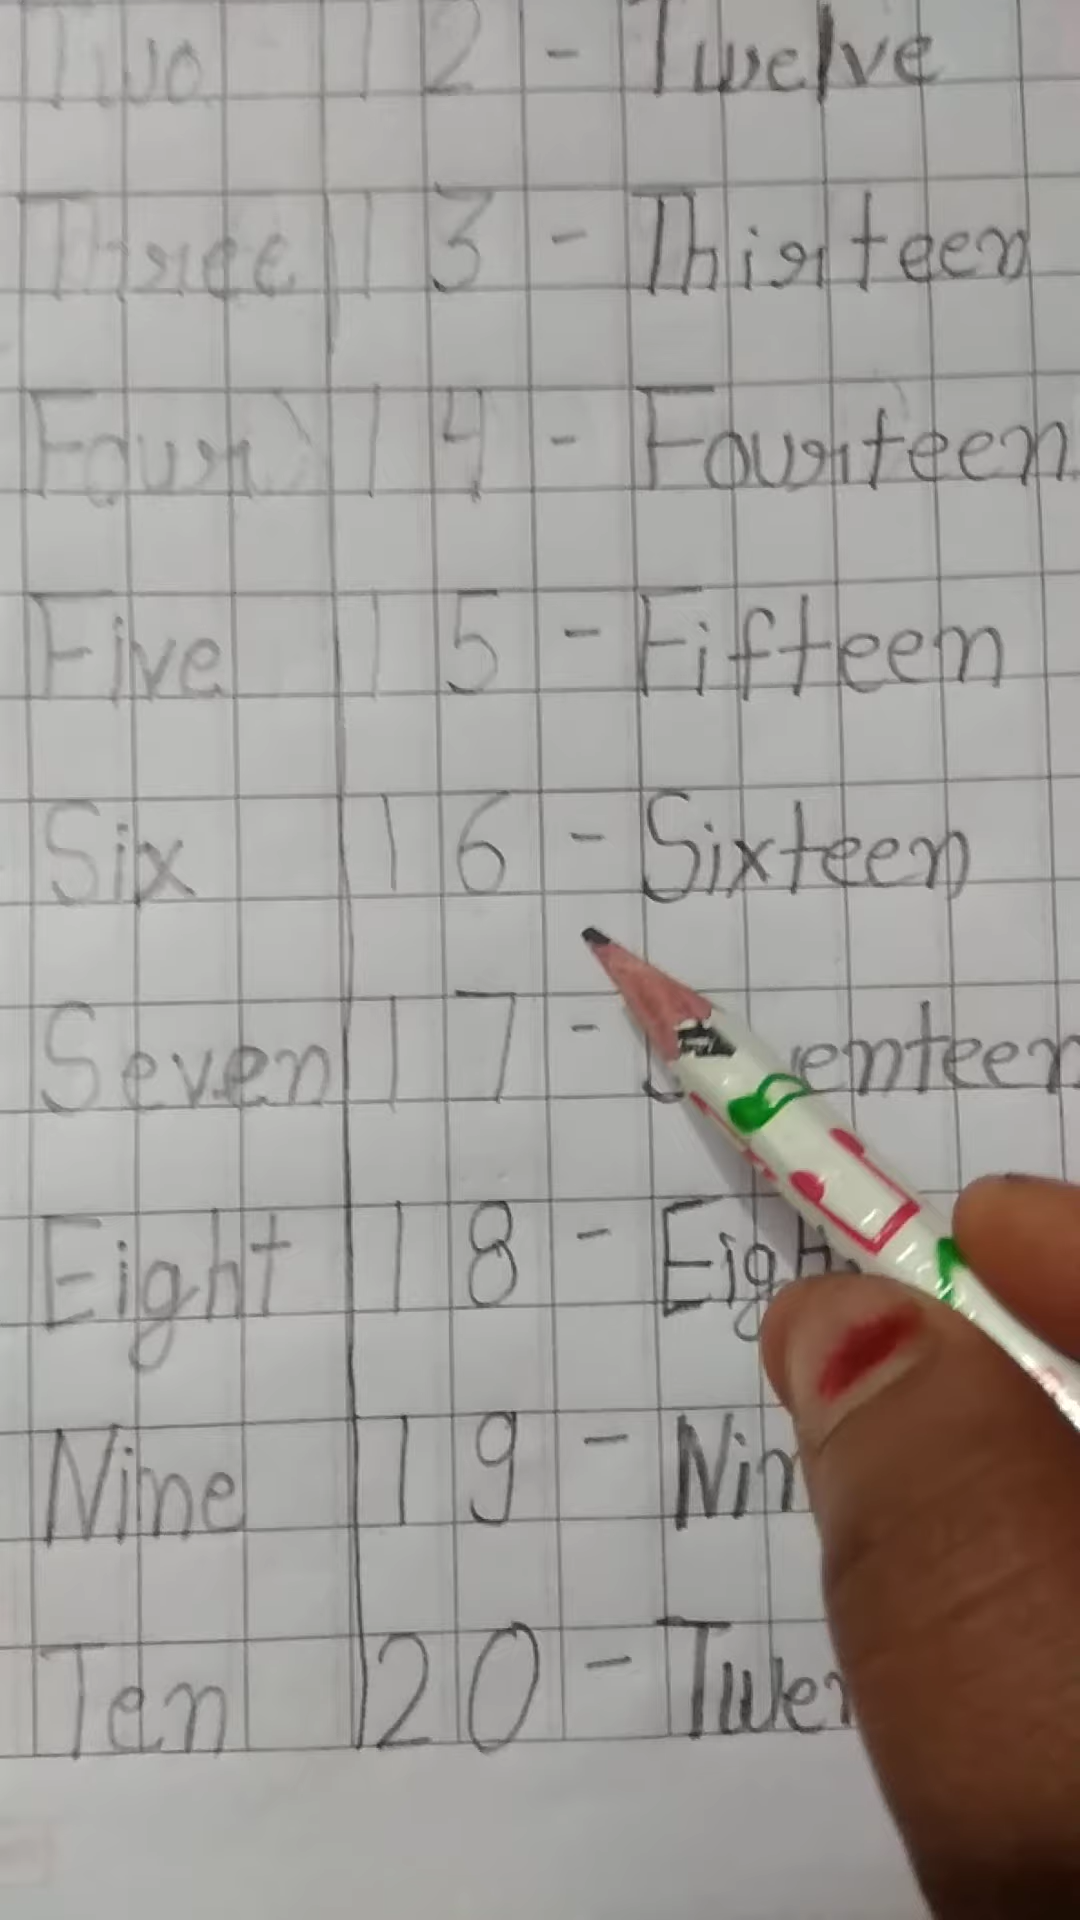 Two 12 - Twelve
Three 13 - Thirteen
Four 14 - Fourteen
Five 15 - Fifteen
Six 16 - Sixteen
Seven 17 -
Eight 18 -
Nine 19 -
Ten 20 -